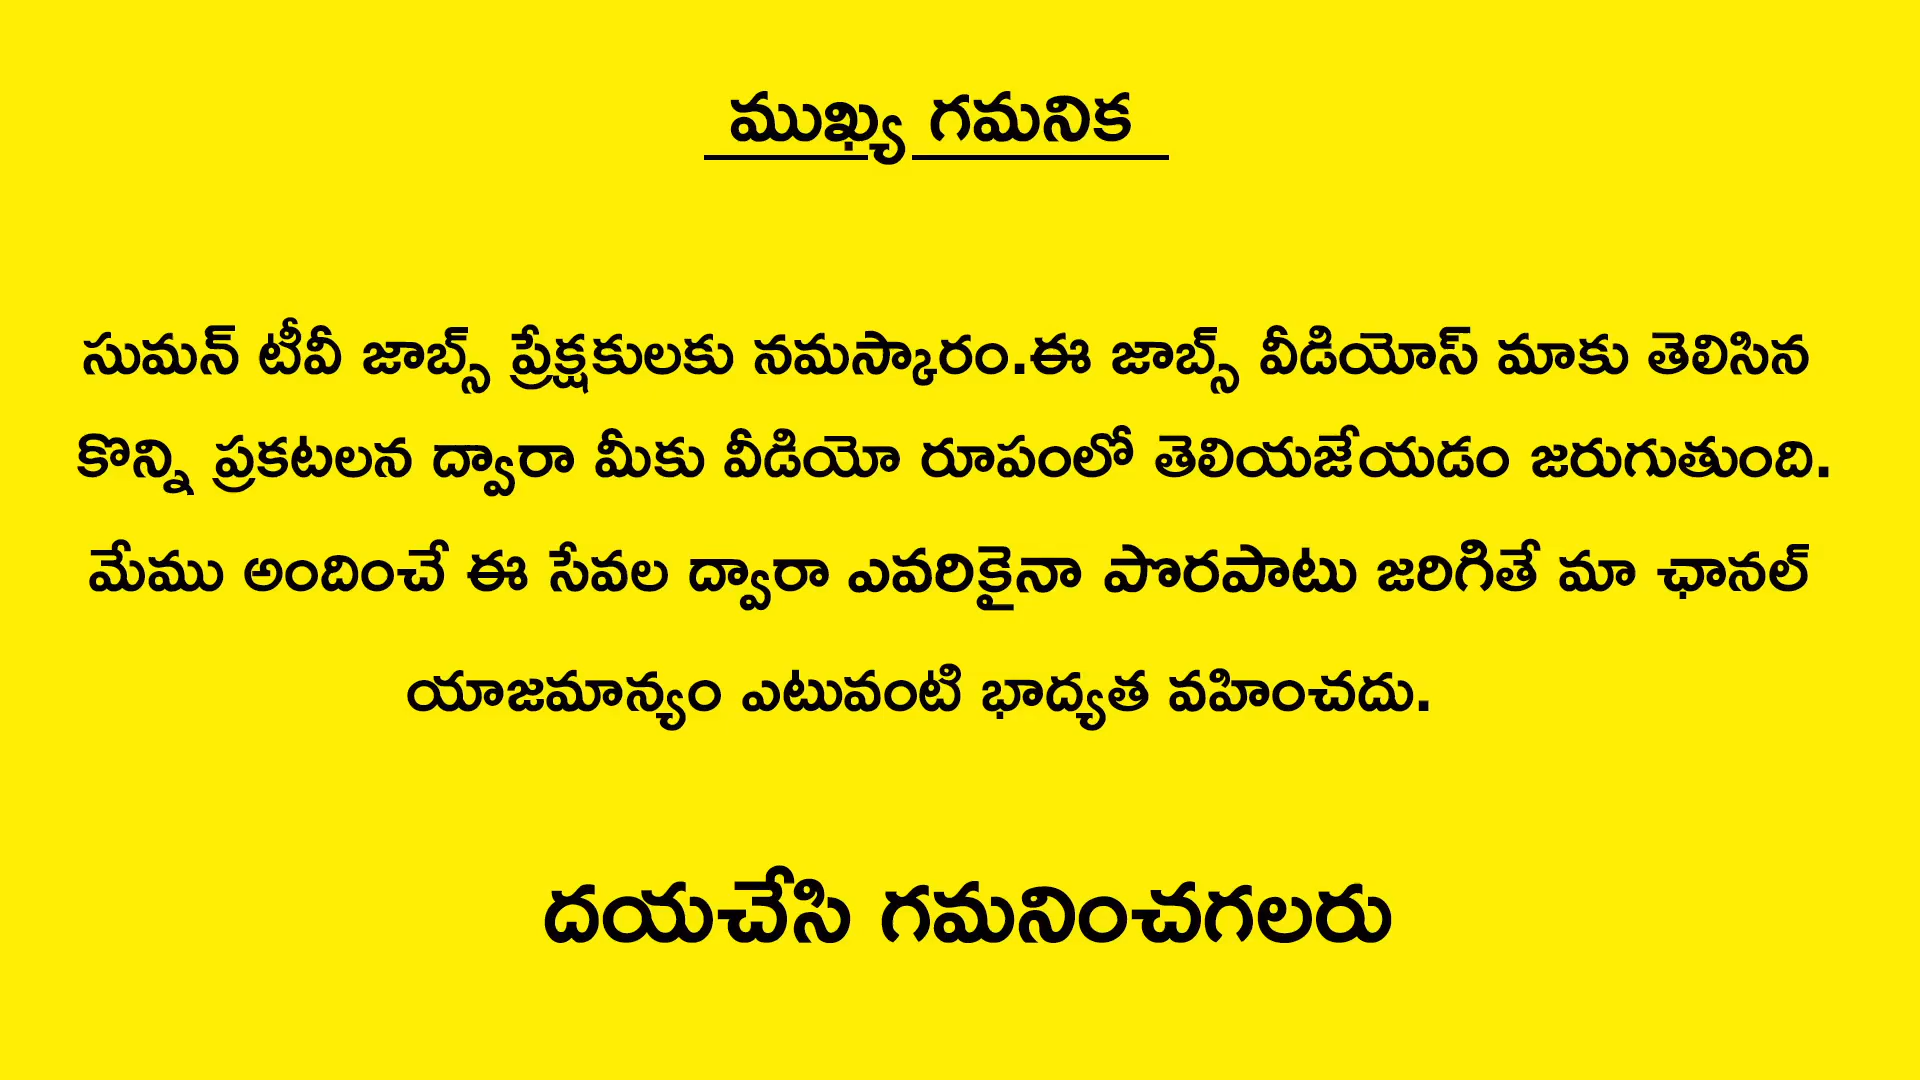 ముఖ్య గమనిక
సుమన్ టీవీ జాబ్స్ ప్రేక్షకులకు నమస్కారం.ఈ జాబ్స్ వీడియోస్ మాకు తెలిసిన
కొన్ని ప్రకటలన ద్వారా మీకు వీడియో రూపంలో తెలియజేయడం జరుగుతుంది.
మేము అందించే ఈ సేవల ద్వారా ఎవరికైనా పొరపాటు జరిగితే మా ఛానల్
యాజమాన్యం ఎటువంటి భాద్యత వహించదు.
దయచేసి గమనించగలరు